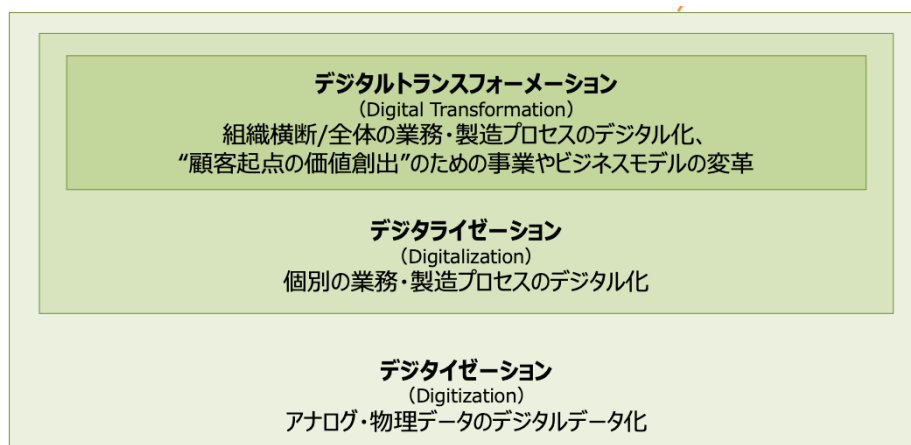 デジタルトランスフォーメーション
（Digital Transformation）
組織横断/全体の業務・製造プロセスのデジタル化、
“顧客起点の価値創出”のための事業やビジネスモデルの変革
デジタライゼーション
（Digitalization）
個別の業務・製造プロセスのデジタル化
デジタイゼーション
（Digitization）
アナログ・物理データのデジタルデータ化